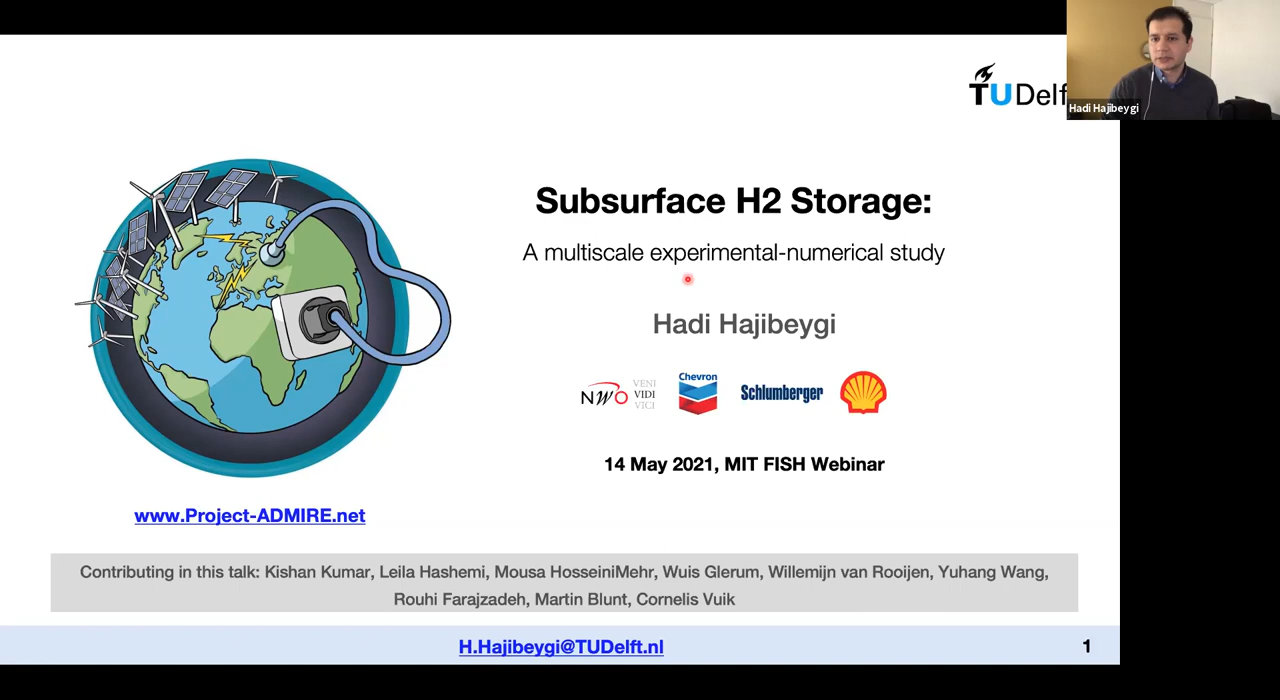 TUDelf
Hadi Hajibeygi
Subsurface H2 Storage:
A multiscale experimental-numerical study
Hadi Hajibeygi
NWO
VENI
VIDI
VICI
Chevron
Schlumberger
14 May 2021, MIT FISH Webinar
www.Project-ADMIRE.net
Contributing in this talk: Kishan Kumar, Leila Hashemi, Mousa HosseiniMehr, Wuis Glerum, Willemijn van Rooijen, Yuhang Wang,
Rouhi Farajzadeh, Martin Blunt, Cornelis Vuik
H.Hajibeygi@TUDelft.nl
1